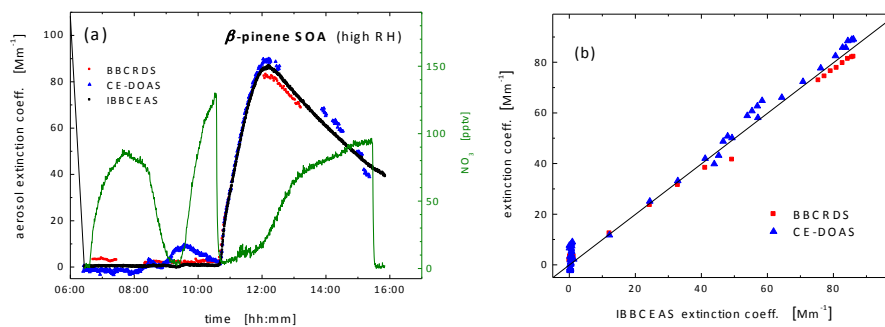 (a)
β-pinene SOA (high RH)
BBCRDS
CE-DOAS
IBBCEAS
aerosol extinction coeff. [Mm⁻¹]
100
80
60
40
20
0
06:00
08:00
10:00
12:00
14:00
16:00
time [hh:mm]
150
100
50
0
NO₃ [pptv]
(b)
extinction coeff. [Mm⁻¹]
80
60
40
20
0
0
20
40
60
80
IBBCEAS extinction coeff. [Mm⁻¹]
BBCRDS
CE-DOAS